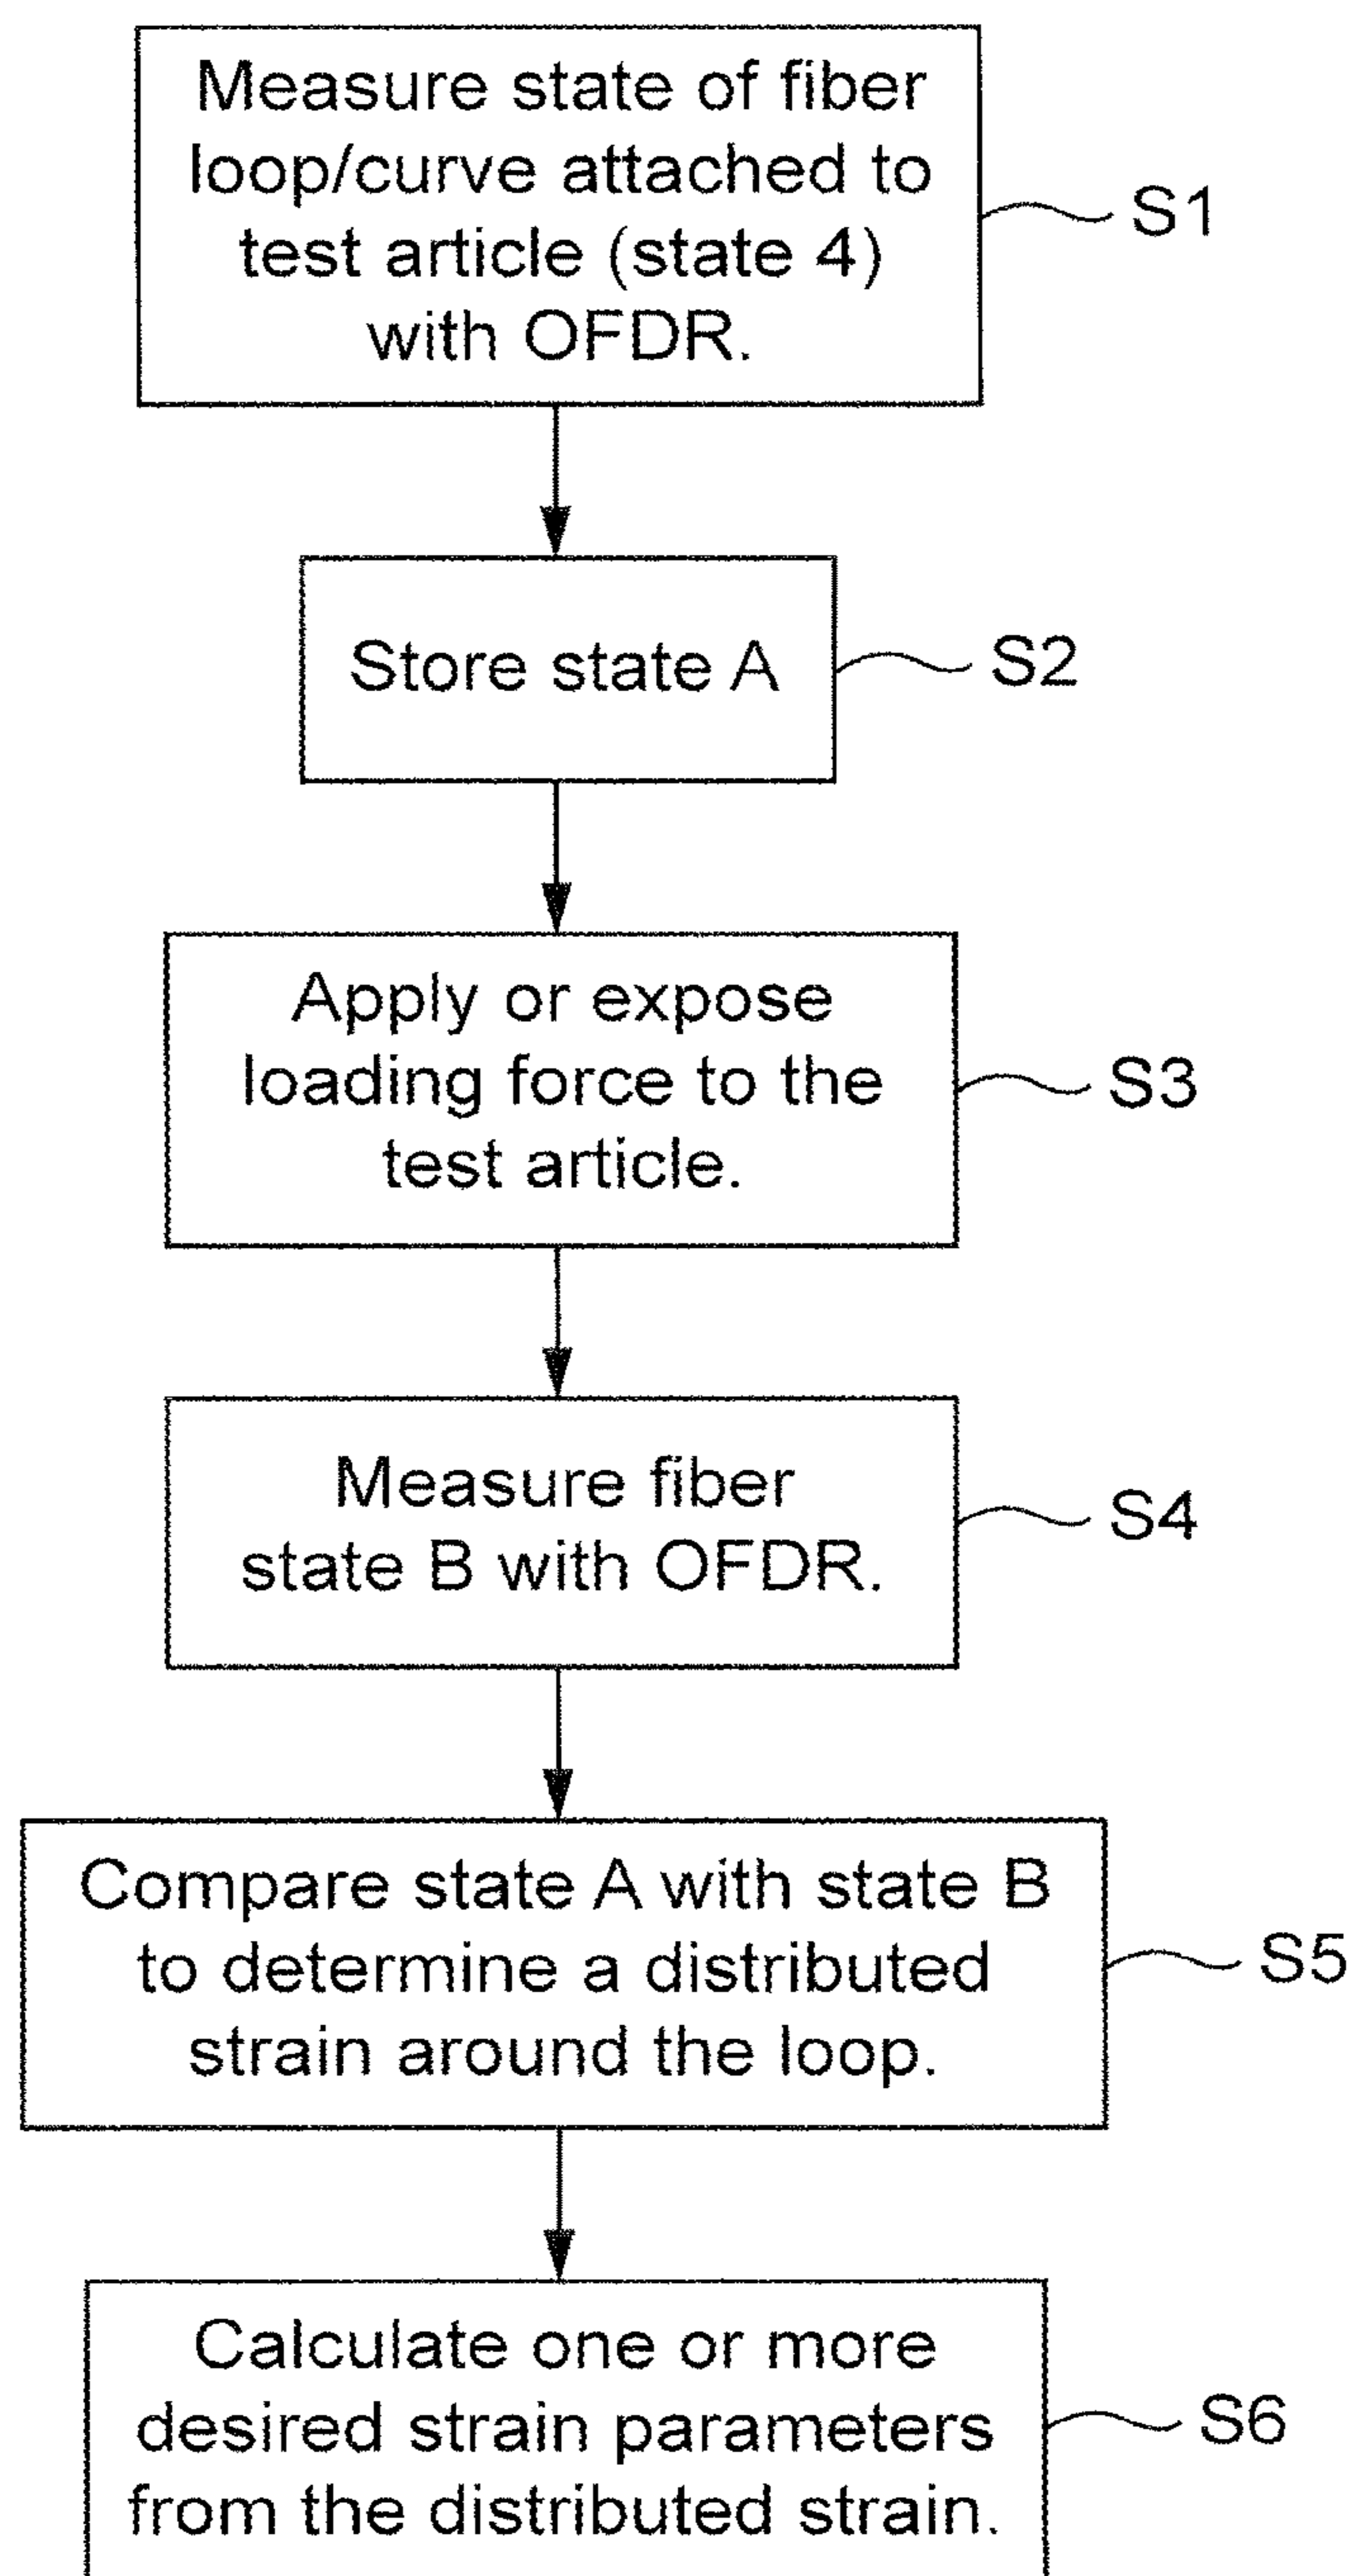 Measure state of fiber
loop/curve attached to
test article (state 4)
with OFDR.
S1
Store state A
S2
Apply or expose
loading force to the
test article.
S3
Measure fiber
state B with OFDR.
S4
Compare state A with state B
to determine a distributed
strain around the loop.
S5
Calculate one or more
desired strain parameters
from the distributed strain.
S6